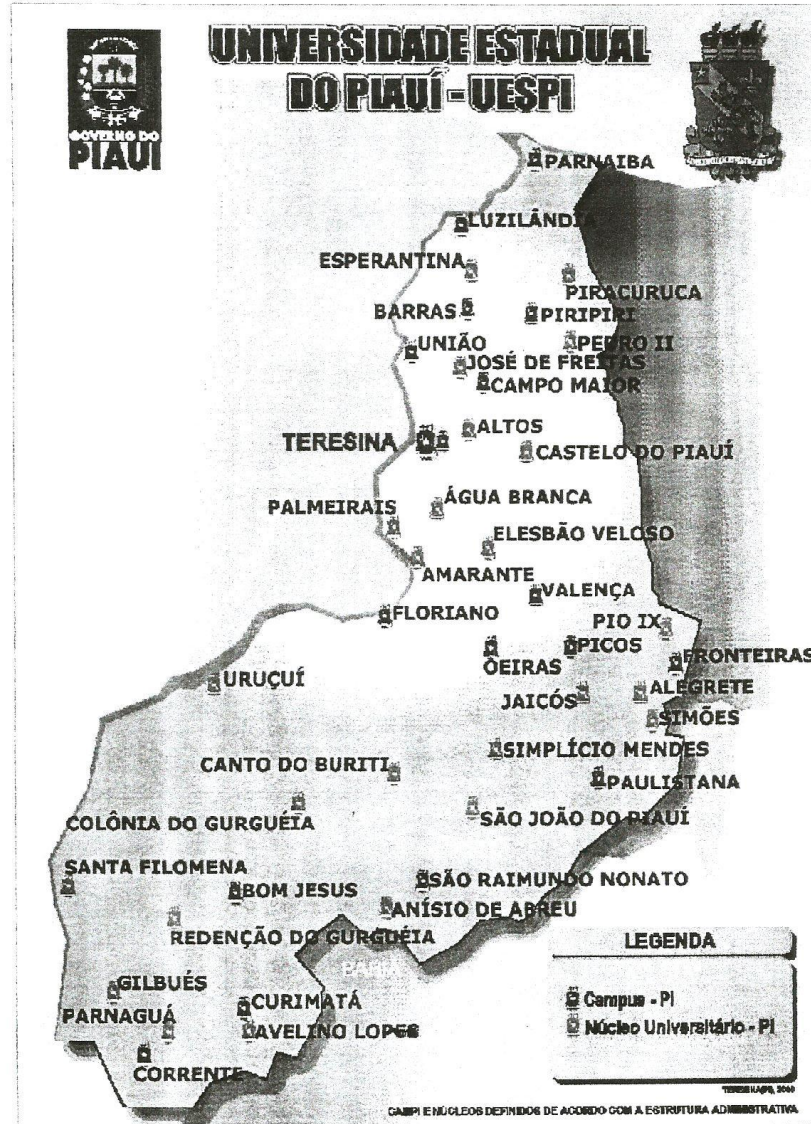 UNIVERSIDADE ESTADUAL
DO PIAUÍ - UESPI
GOVERNO DO
PIAUÍ
PARNAIBA
LUZILÂNDIA
ESPERANTINA
PIRACURUCA
BARRAS
PIRIPIRI
UNIÃO
PEDRO II
JOSÉ DE FREITAS
CAMPO MAIOR
ALTOS
TERESINA
CASTELO DO PIAUÍ
ÁGUA BRANCA
PALMEIRAIS
ELESBÃO VELOSO
AMARANTE
VALENÇA
FLORIANO
PIO IX
PICOS
OEIRAS
FRONTEIRAS
URUÇUÍ
JAICÓS
ALEGRETE
SIMÕES
SIMPLÍCIO MENDES
CANTO DO BURITI
PAULISTANA
COLÔNIA DO GURGUÉIA
SÃO JOÃO DO PIAUÍ
SANTA FILOMENA
BOM JESUS
SÃO RAIMUNDO NONATO
ANÍSIO DE ABREU
REDENÇÃO DO GURGUÉIA
BAHIA
GILBUÉS
CURIMATÁ
PARNAGUÁ
AVELINO LOPES
CORRENTE
LEGENDA
Campus - PI
Núcleo Universitário - PI
CAMPI E NÚCLEOS DEFINIDOS DE ACORDO COM A ESTRUTURA ADMINISTRATIVA